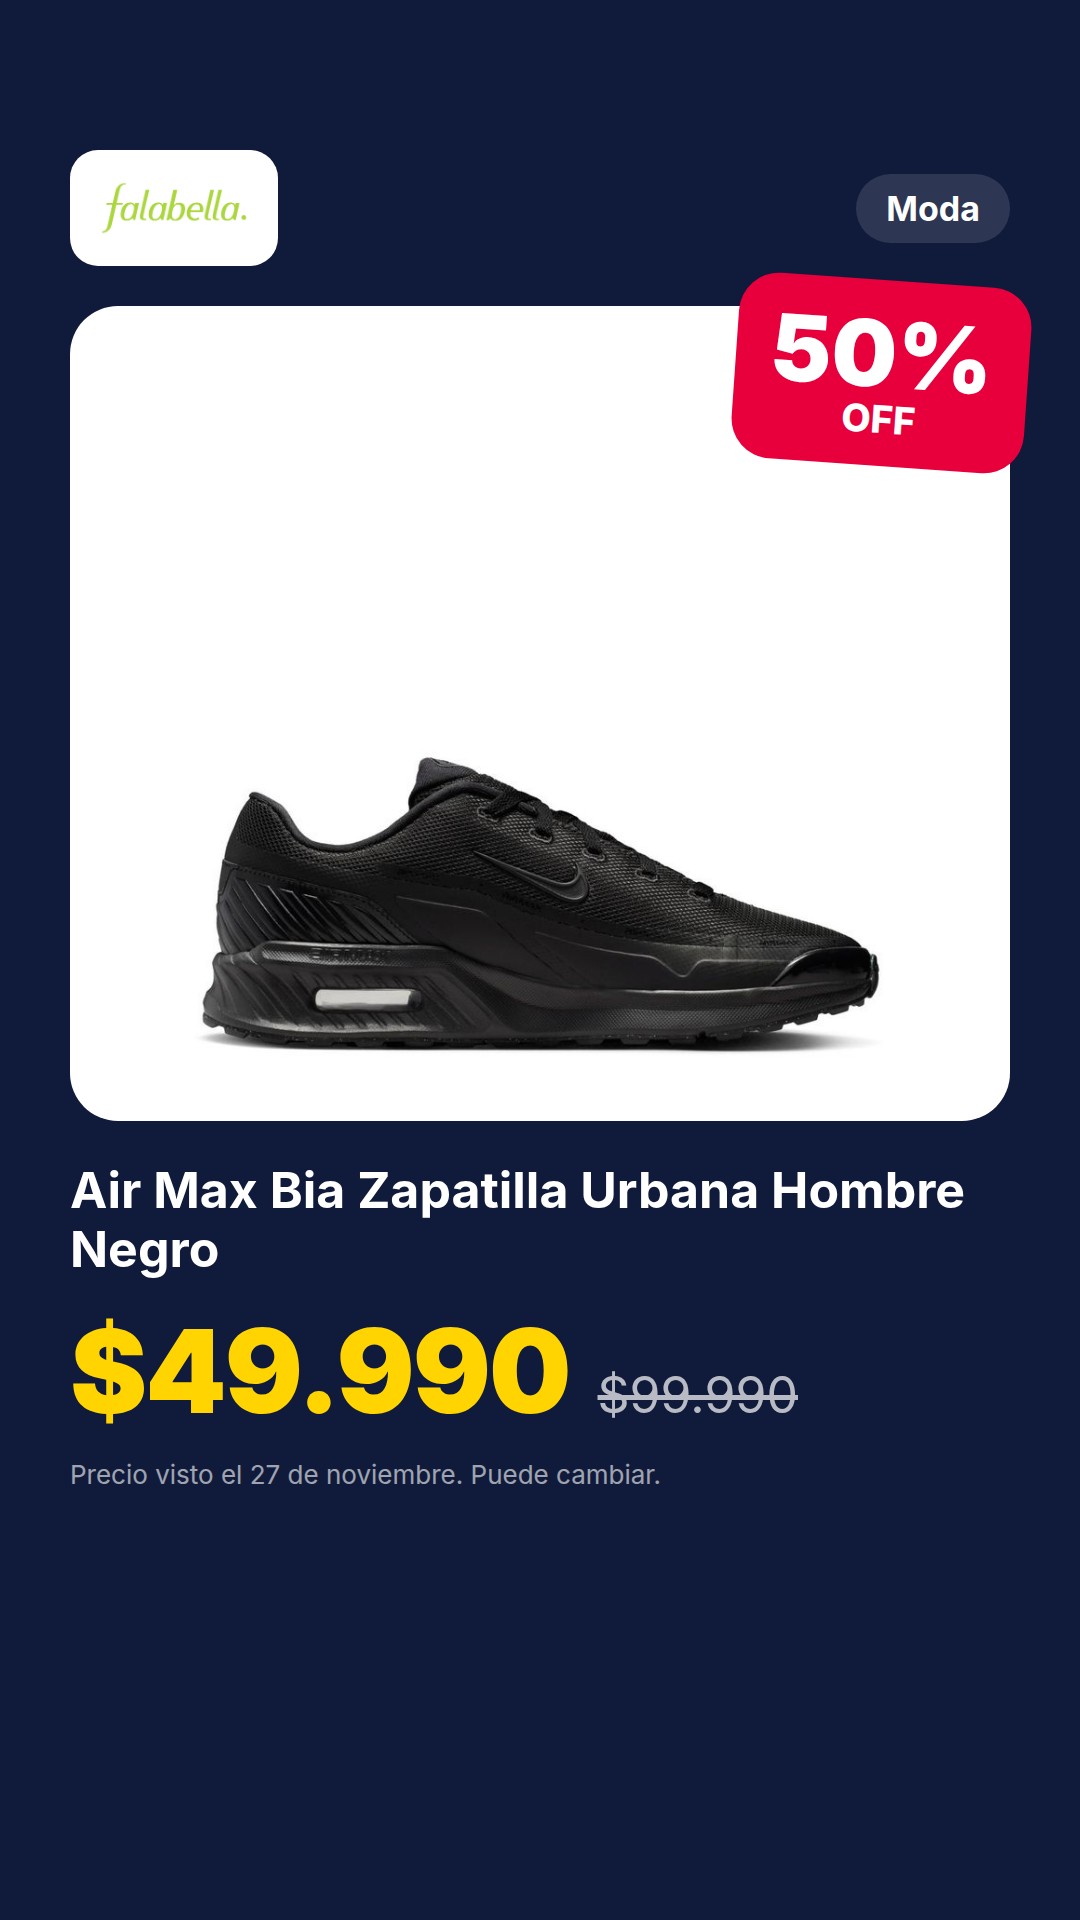 falabella.
Moda
50%
OFF
Air Max Bia Zapatilla Urbana Hombre
Negro
$49.990 $99.990
Precio visto el 27 de noviembre. Puede cambiar.